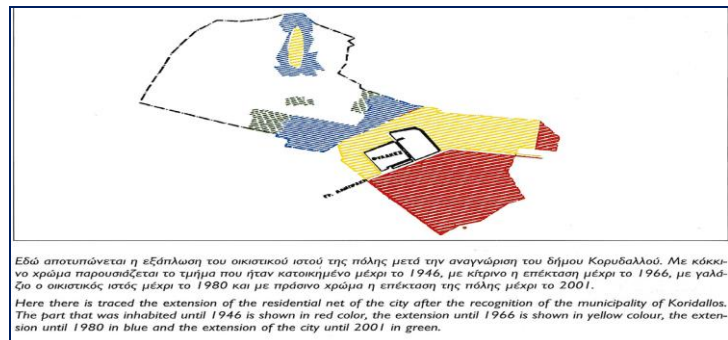 Εδώ αποτυπώνεται η εξάπλωση του οικιστικού ιστού της πόλης μετά την αναγνώριση του δήμου Κορυδαλλού. Με κόκκι-
νο χρώμα παρουσιάζεται το τμήμα που ήταν κατοικημένο μέχρι το 1946, με κίτρινο η επέκταση μέχρι το 1966, με γαλά-
ζιο ο οικιστικός ιστός μέχρι το 1980 και με πράσινο χρώμα η επέκταση της πόλης μέχρι το 2001.
Here there is traced the extension of the residential net of the city after the recognition of the municipality of Koridallos.
The part that was inhabited until 1946 is shown in red color, the extension until 1966 is shown in yellow colour, the exten-
sion until 1980 in blue and the extension of the city until 2001 in green.